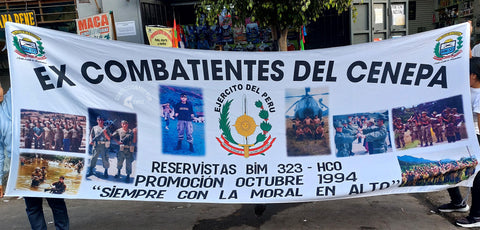 MACA
EX COMBATIENTES DEL CENEPA
EJERCITO DEL PERU
RESERVISTAS BIM 323 - HCO
PROMOCIÓN OCTUBRE 1994
“SIEMPRE CON LA MORAL EN ALTO”